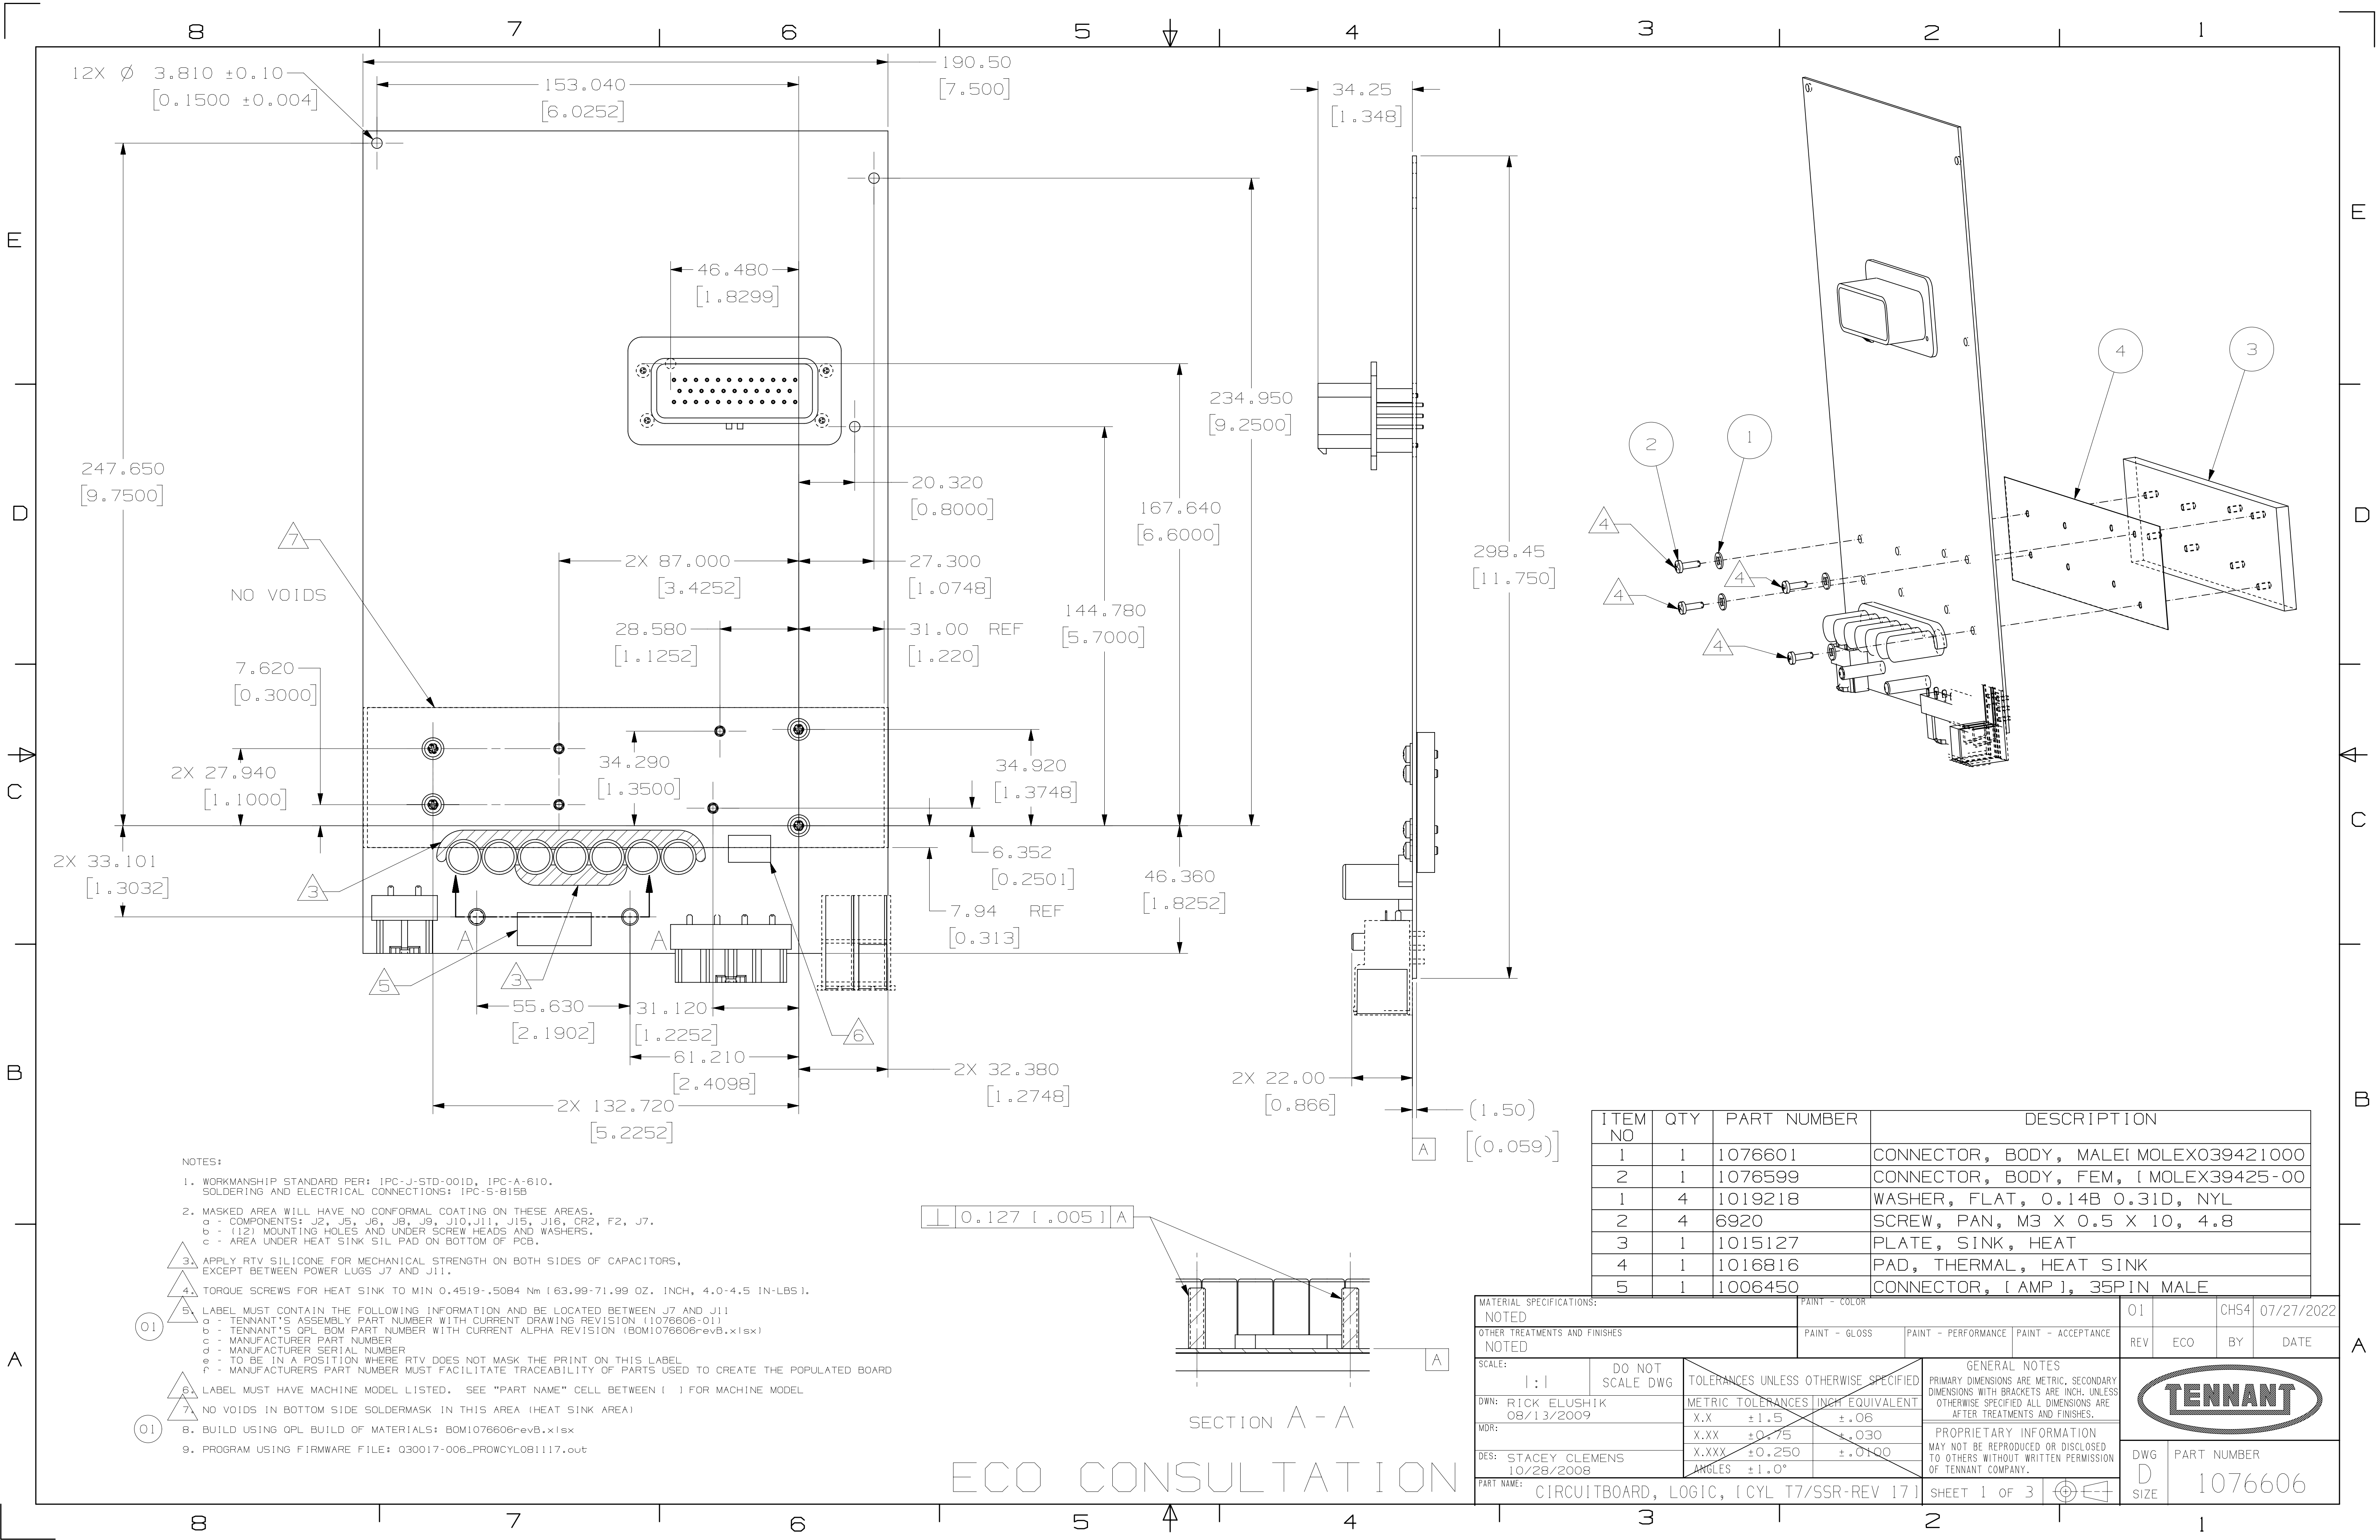 8 7 6 5 4 3 2 1
E
D
C
B
A
E
D
C
B
A
8 7 6 5 4 3 2 1
12X Ø 3.810 ±0.10
[0.1500 ±0.004]
153.040
[6.0252]
190.50
[7.500]
34.25
[1.348]
46.480
[1.8299]
247.650
[9.7500]
234.950
[9.2500]
20.320
[0.8000]
167.640
[6.6000]
298.45
[11.750]
7
NO VOIDS
2X 87.000
[3.4252]
27.300
[1.0748]
144.780
[5.7000]
28.580
[1.1252]
31.00 REF
[1.220]
7.620
[0.3000]
2X 27.940
[1.1000]
34.290
[1.3500]
34.920
[1.3748]
2X 33.101
[1.3032]
3
6.352
[0.2501]
46.360
[1.8252]
7.94 REF
[0.313]
A A
5
3
6
55.630
[2.1902]
31.120
[1.2252]
61.210
[2.4098]
2X 32.380
[1.2748]
2X 132.720
[5.2252]
2X 22.00
[0.866]
(1.50)
[(0.059)]
A
4
3
2
1
4
4
4
4
NOTES:
1. WORKMANSHIP STANDARD PER: IPC-J-STD-001D, IPC-A-610.
SOLDERING AND ELECTRICAL CONNECTIONS: IPC-S-815B
2. MASKED AREA WILL HAVE NO CONFORMAL COATING ON THESE AREAS.
a - COMPONENTS: J2, J5, J6, J8, J9, J10,J11, J15, J16, CR2, F2, J7.
b - (12) MOUNTING HOLES AND UNDER SCREW HEADS AND WASHERS.
c - AREA UNDER HEAT SINK SIL PAD ON BOTTOM OF PCB.
3. APPLY RTV SILICONE FOR MECHANICAL STRENGTH ON BOTH SIDES OF CAPACITORS,
EXCEPT BETWEEN POWER LUGS J7 AND J11.
4. TORQUE SCREWS FOR HEAT SINK TO MIN 0.4519-.5084 Nm [63.99-71.99 OZ. INCH, 4.0-4.5 IN-LBS].
01
5. LABEL MUST CONTAIN THE FOLLOWING INFORMATION AND BE LOCATED BETWEEN J7 AND J11
a - TENNANT'S ASSEMBLY PART NUMBER WITH CURRENT DRAWING REVISION (1076606-01)
b - TENNANT'S QPL BOM PART NUMBER WITH CURRENT ALPHA REVISION (BOM1076606revB.xlsx)
c - MANUFACTURER PART NUMBER
d - MANUFACTURER SERIAL NUMBER
e - TO BE IN A POSITION WHERE RTV DOES NOT MASK THE PRINT ON THIS LABEL
f - MANUFACTURERS PART NUMBER MUST FACILITATE TRACEABILITY OF PARTS USED TO CREATE THE POPULATED BOARD
6. LABEL MUST HAVE MACHINE MODEL LISTED. SEE "PART NAME" CELL BETWEEN [ ] FOR MACHINE MODEL
7. NO VOIDS IN BOTTOM SIDE SOLDERMASK IN THIS AREA (HEAT SINK AREA)
01
8. BUILD USING QPL BUILD OF MATERIALS: BOM1076606revB.xlsx
9. PROGRAM USING FIRMWARE FILE: Q30017-006_PROWCYL081117.out
⊥ 0.127 [.005] A
A
SECTION A-A
ECO CONSULTATION
ITEM NO QTY PART NUMBER DESCRIPTION
1 1 1076601 CONNECTOR, BODY, MALE[MOLEX039421000
2 1 1076599 CONNECTOR, BODY, FEM, [MOLEX39425-00
1 4 1019218 WASHER, FLAT, 0.14B 0.31D, NYL
2 4 6920 SCREW, PAN, M3 X 0.5 X 10, 4.8
3 1 1015127 PLATE, SINK, HEAT
4 1 1016816 PAD, THERMAL, HEAT SINK
5 1 1006450 CONNECTOR, [AMP], 35PIN MALE
MATERIAL SPECIFICATIONS:
NOTED
PAINT - COLOR
01 CHS4 07/27/2022
OTHER TREATMENTS AND FINISHES
NOTED
PAINT - GLOSS PAINT - PERFORMANCE PAINT - ACCEPTANCE
REV ECO BY DATE
SCALE:
1:1
DO NOT
SCALE DWG
DWN: RICK ELUSHIK
08/13/2009
MDR:
DES: STACEY CLEMENS
10/28/2008
TOLERANCES UNLESS OTHERWISE SPECIFIED
METRIC TOLERANCES INCH EQUIVALENT
X.X ±1.5 ±.06
X.XX ±0.75 ±.030
X.XXX ±0.250 ±.0100
ANGLES ±1.0°
GENERAL NOTES
PRIMARY DIMENSIONS ARE METRIC, SECONDARY
DIMENSIONS WITH BRACKETS ARE INCH. UNLESS
OTHERWISE SPECIFIED ALL DIMENSIONS ARE
AFTER TREATMENTS AND FINISHES.
PROPRIETARY INFORMATION
MAY NOT BE REPRODUCED OR DISCLOSED
TO OTHERS WITHOUT WRITTEN PERMISSION
OF TENNANT COMPANY.
TENNANT
PART NAME: CIRCUITBOARD, LOGIC, [CYL T7/SSR-REV 17]
SHEET 1 OF 3
DWG
D
SIZE
PART NUMBER
1076606